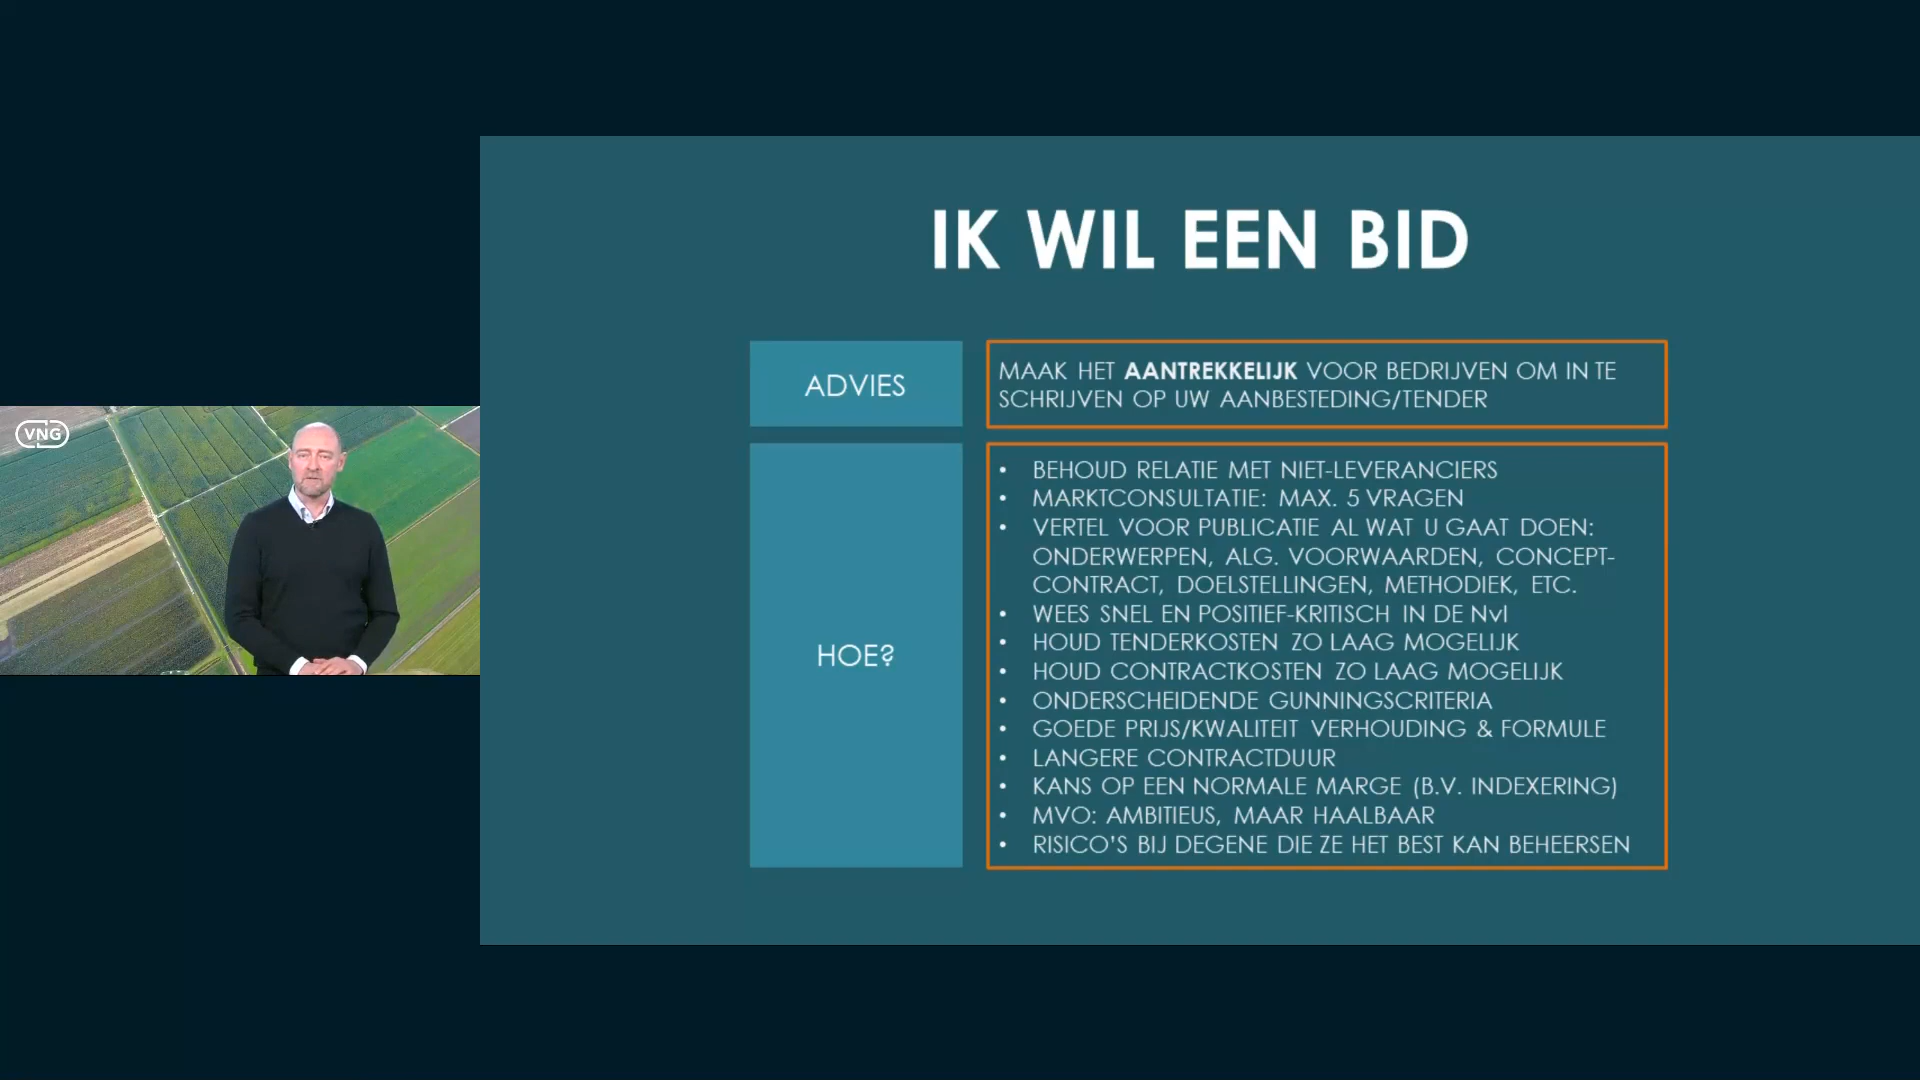 VNG
IK WIL EEN BID
ADVIES
MAAK HET AANTREKKELIJK VOOR BEDRIJVEN OM IN TE
SCHRIJVEN OP UW AANBESTEDING/TENDER
HOE?
• BEHOUD RELATIE MET NIET-LEVERANCIERS
• MARKTCONSULTATIE: MAX. 5 VRAGEN
• VERTEL VOOR PUBLICATIE AL WAT U GAAT DOEN:
ONDERWERPEN, ALG. VOORWAARDEN, CONCEPT-
CONTRACT, DOELSTELLINGEN, METHODIEK, ETC.
• WEES SNEL EN POSITIEF-KRITISCH IN DE NvI
• HOUD TENDERKOSTEN ZO LAAG MOGELIJK
• HOUD CONTRACTKOSTEN ZO LAAG MOGELIJK
• ONDERSCHEIDENDE GUNNINGSCRITERIA
• GOEDE PRIJS/KWALITEIT VERHOUDING & FORMULE
• LANGERE CONTRACTDUUR
• KANS OP EEN NORMALE MARGE (B.V. INDEXERING)
• MVO: AMBITIEUS, MAAR HAALBAAR
• RISICO'S BIJ DEGENE DIE ZE HET BEST KAN BEHEERSEN